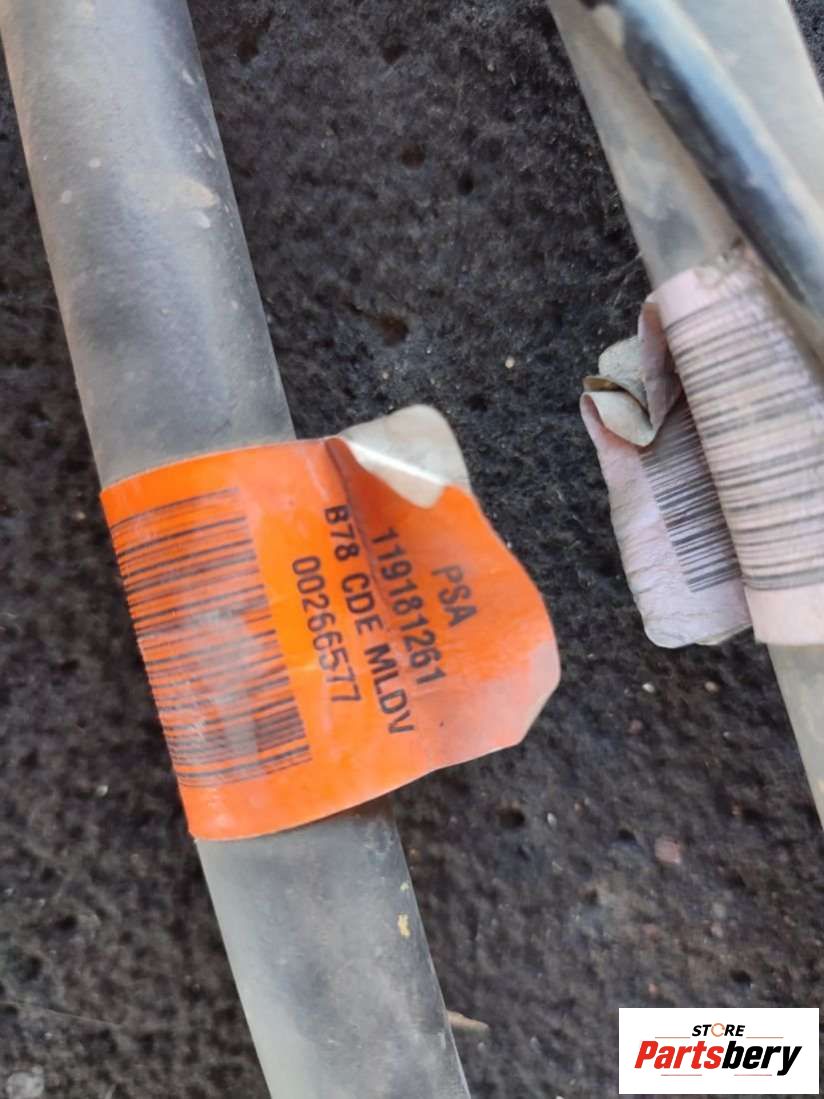 PSA
119181261
B78 CDE MLDV
00266577
STORE
Partsbery